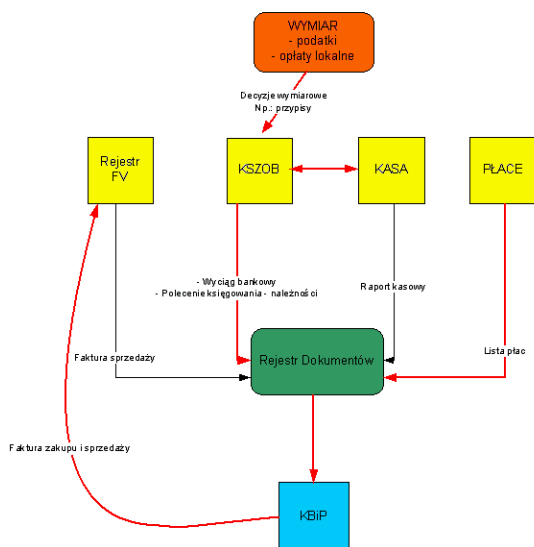 WYMIAR
- podatki
- opłaty lokalne
Decyzje wymiarowe
Np.: przypisy
Rejestr
FV
KSZOB
KASA
PŁACE
- Wyciąg bankowy
- Polecenie księgowania - należności
Raport kasowy
Faktura sprzedaży
Rejestr Dokumentów
Lista płac
Faktura zakupu i sprzedaży
KBiP